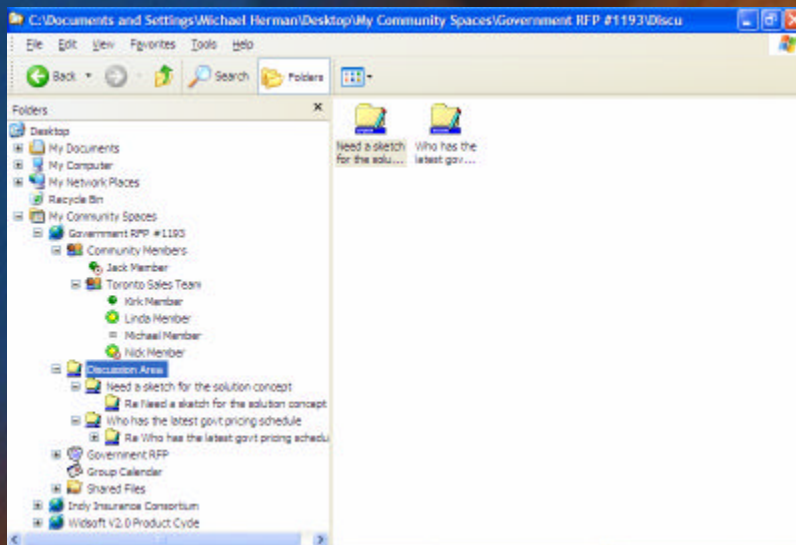 C:\Documents and Settings\Michael Herman\Desktop\My Community Spaces\Government RFP #1193\Discu
File Edit View Favorites Tools Help
Back Search Folders
Folders x
Desktop
My Documents
My Computer
My Network Places
Recycle Bin
My Community Spaces
Government RFP #1193
Community Members
Jack Member
Toronto Sales Team
Kirk Member
Linda Member
Michael Member
Nick Member
Discussion Area
Need a sketch for the solution concept
Re Need a sketch for the solution concept
Who has the latest govt pricing schedule
Re Who has the latest govt pricing schedu
Government RFP
Group Calendar
Shared Files
Indy Insurance Consortium
Widsoft V2.0 Product Cycle
Need a sketch
for the solu...
Who has the
latest gov...